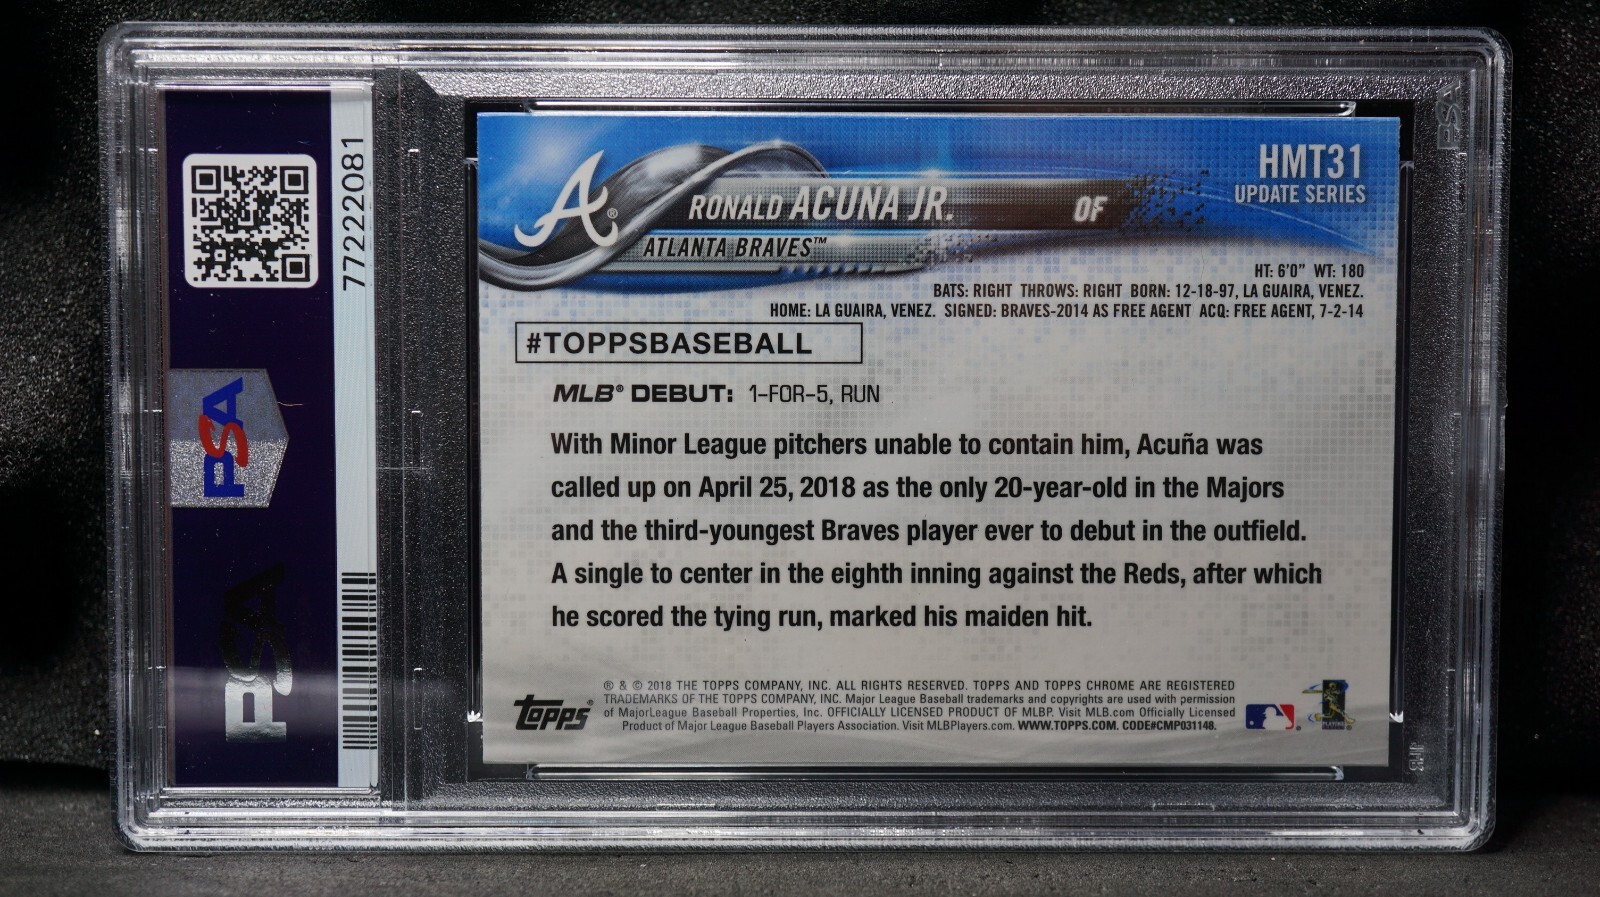 77222081
PSA
PSA
PSA
A®
RONALD ACUÑA JR. OF
ATLANTA BRAVES™
HMT31
UPDATE SERIES
HT: 6'0" WT: 180
BATS: RIGHT THROWS: RIGHT BORN: 12-18-97, LA GUAIRA, VENEZ.
HOME: LA GUAIRA, VENEZ. SIGNED: BRAVES-2014 AS FREE AGENT ACQ: FREE AGENT, 7-2-14
#TOPPSBASEBALL
MLB® DEBUT: 1-FOR-5, RUN
With Minor League pitchers unable to contain him, Acuña was
called up on April 25, 2018 as the only 20-year-old in the Majors
and the third-youngest Braves player ever to debut in the outfield.
A single to center in the eighth inning against the Reds, after which
he scored the tying run, marked his maiden hit.
topps®
® & © 2018 THE TOPPS COMPANY, INC. ALL RIGHTS RESERVED. TOPPS AND TOPPS CHROME ARE REGISTERED
TRADEMARKS OF THE TOPPS COMPANY, INC. Major League Baseball trademarks and copyrights are used with permission
of MajorLeague Baseball Properties, Inc. OFFICIALLY LICENSED PRODUCT OF MLBP. Visit MLB.com Officially Licensed
Product of Major League Baseball Players Association. Visit MLBPlayers.com. WWW.TOPPS.COM. CODE#CMP031148.